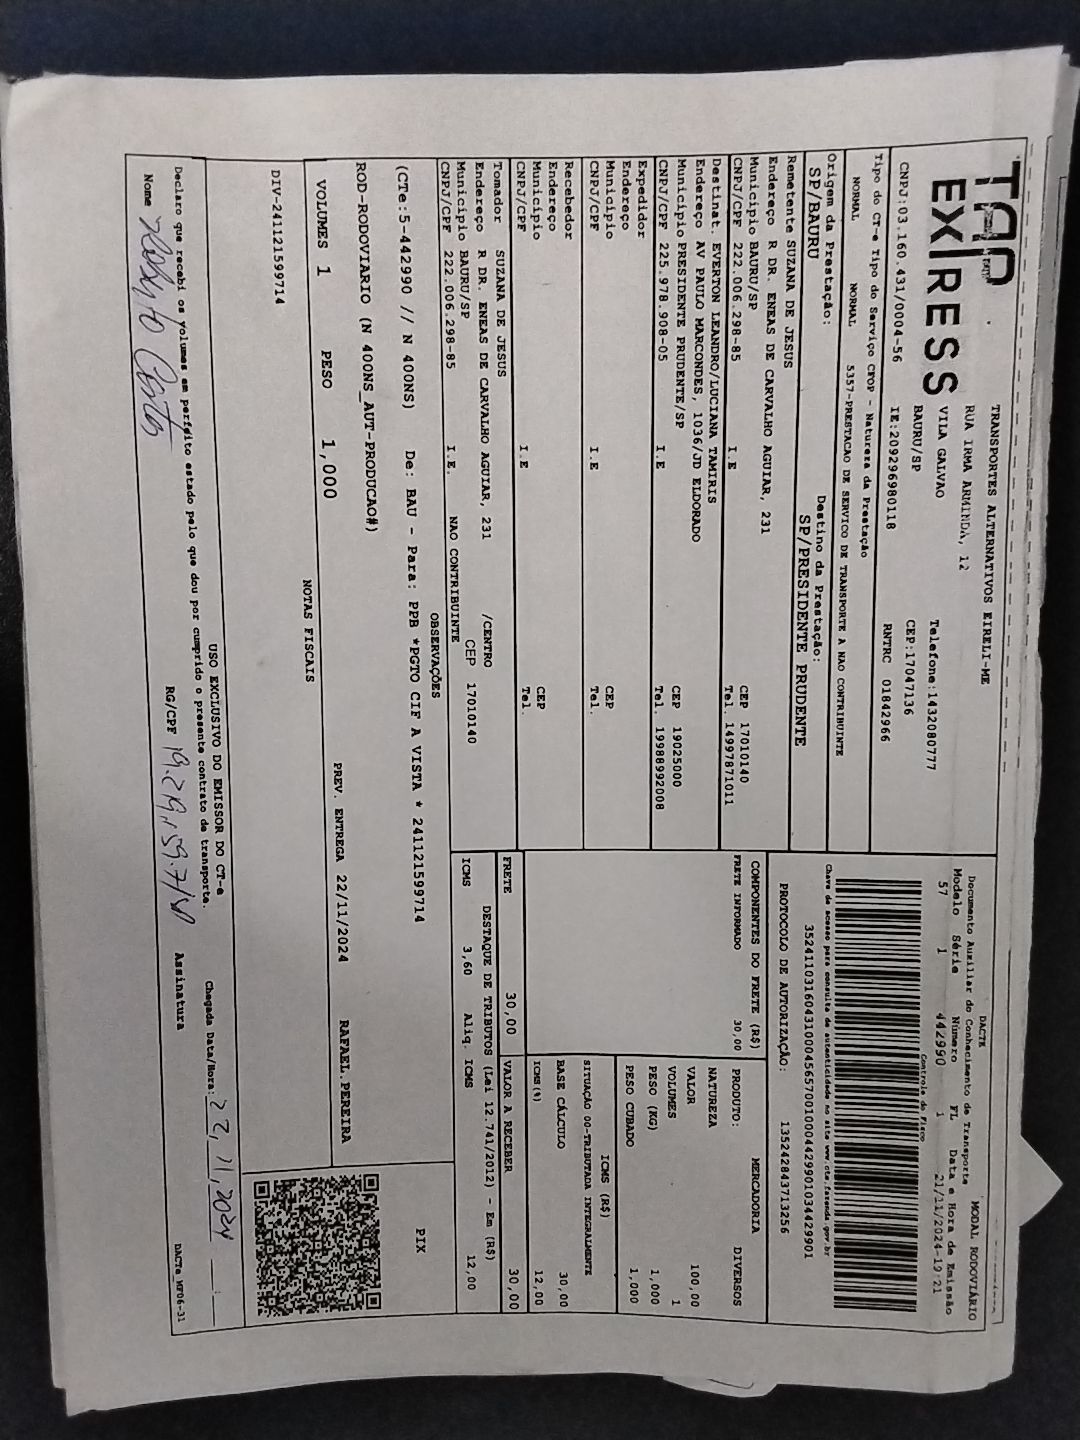 TAP
EXPRESS
TRANSPORTES ALTERNATIVOS EIRELI-ME
RUA IRMA ARMINDA, 12
VILA GALVAO
BAURU/SP
Telefone:1432080777
CEP:17047136
CNPJ:03.160.431/0004-56 IE:209296980118 RNTRC 01842966
Tipo do CT-e Tipo do Serviço CFOP - Natureza da Prestação
NORMAL NORMAL 5357-PRESTACAO DE SERVICO DE TRANSPORTE A NAO CONTRIBUINTE
Origem da Prestação: Destino da Prestação:
SP/BAURU SP/PRESIDENTE PRUDENTE
Remetente SUZANA DE JESUS
Endereço R DR. ENEAS DE CARVALHO AGUIAR, 231
Municipio BAURU/SP CEP 17010140
CNPJ/CPF 222.006.298-85 I.E Tel. 14997871011
Destinat. EVERTON LEANDRO/LUCIANA TAMIRIS
Endereço AV PAULO MARCONDES, 1036/JD ELDORADO
Municipio PRESIDENTE PRUDENTE/SP CEP 19025000
CNPJ/CPF 225.978.908-05 I.E Tel. 19988992008
Expedidor
Endereço
Municipio CEP
CNPJ/CPF I.E Tel.
Recebedor
Endereço
Municipio CEP
CNPJ/CPF I.E Tel.
Tomador SUZANA DE JESUS
Endereço R DR. ENEAS DE CARVALHO AGUIAR, 231 /CENTRO
Municipio BAURU/SP CEP 17010140
CNPJ/CPF 222.006.298-85 I.E. NAO CONTRIBUINTE
DACTE MODAL RODOVIÁRIO
Documento Auxiliar do Conhecimento de Transporte
Modelo Série Número FL Data e Hora de Emissão
57 1 442990 1 21/11/2024-19:21
Controle do Fisco
Chave de acesso para consulta de autenticidade no site www.cte.fazenda.gov.br
35241103160431000456570010004429901034429901
PROTOCOLO DE AUTORIZAÇÃO: 135242843713256
COMPONENTES DO FRETE (R$)
FRETE INFORMADO 30,00
FRETE 30,00
PRODUTO: MERCADORIA
NATUREZA DIVERSOS
VALOR 100,00
VOLUMES 1
PESO (KG) 1,000
PESO CUBADO 1,000
ICMS (R$)
SITUAÇÃO 00-TRIBUTADA INTEGRALMENTE
BASE CÁLCULO 30,00
ICMS(%) 12,00
VALOR A RECEBER 30,00
DESTAQUE DE TRIBUTOS (Lei 12.741/2012) - Em (R$)
ICMS 3,60 Aliq. ICMS 12,00
OBSERVAÇÕES
(CTe:5-442990 // N 400NS) De: BAU - Para: PPB *PGTO CIF A VISTA * 241121599714
ROD-RODOVIARIO (N 400NS_AUT-PRODUCAO#)
PIX
VOLUMES 1 PESO 1,000 PREV. ENTREGA 22/11/2024 RAFAEL.PEREIRA
NOTAS FISCAIS
DIV-241121599714
USO EXCLUSIVO DO EMISSOR DO CT-e
Declaro que recebi os volumes em perfeito estado pelo que dou por cumprido o presente contrato de transporte. Chegada Data/Hora: 22,11,2024
Nome RG/CPF Assinatura
DACTe MF06-31